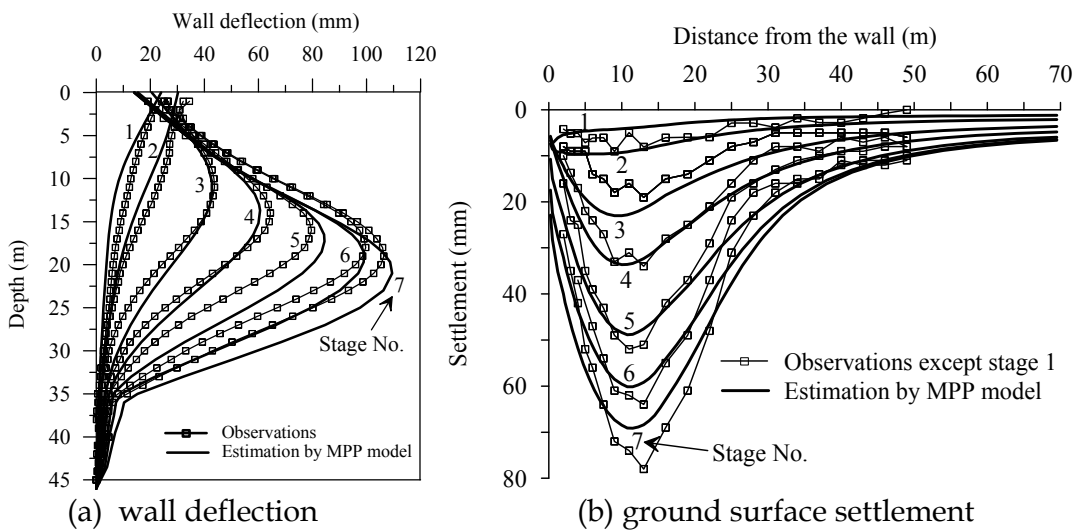 Wall deflection (mm)
0 20 40 60 80 100 120
0
5
10
15
20
25
30
35
40
45
Depth (m)
1
2
3
4
5
6
7
Stage No.
Observations
Estimation by MPP model
(a) wall deflection
Distance from the wall (m)
0 10 20 30 40 50 60 70
0
20
40
60
80
Settlement (mm)
1
2
3
4
5
6
7
Observations except stage 1
Estimation by MPP model
Stage No.
(b) ground surface settlement